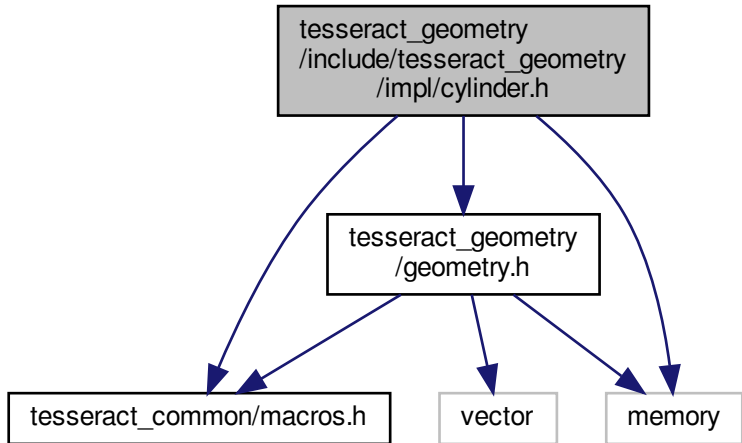 tesseract_geometry
/include/tesseract_geometry
/impl/cylinder.h
tesseract_geometry
/geometry.h
tesseract_common/macros.h
vector
memory